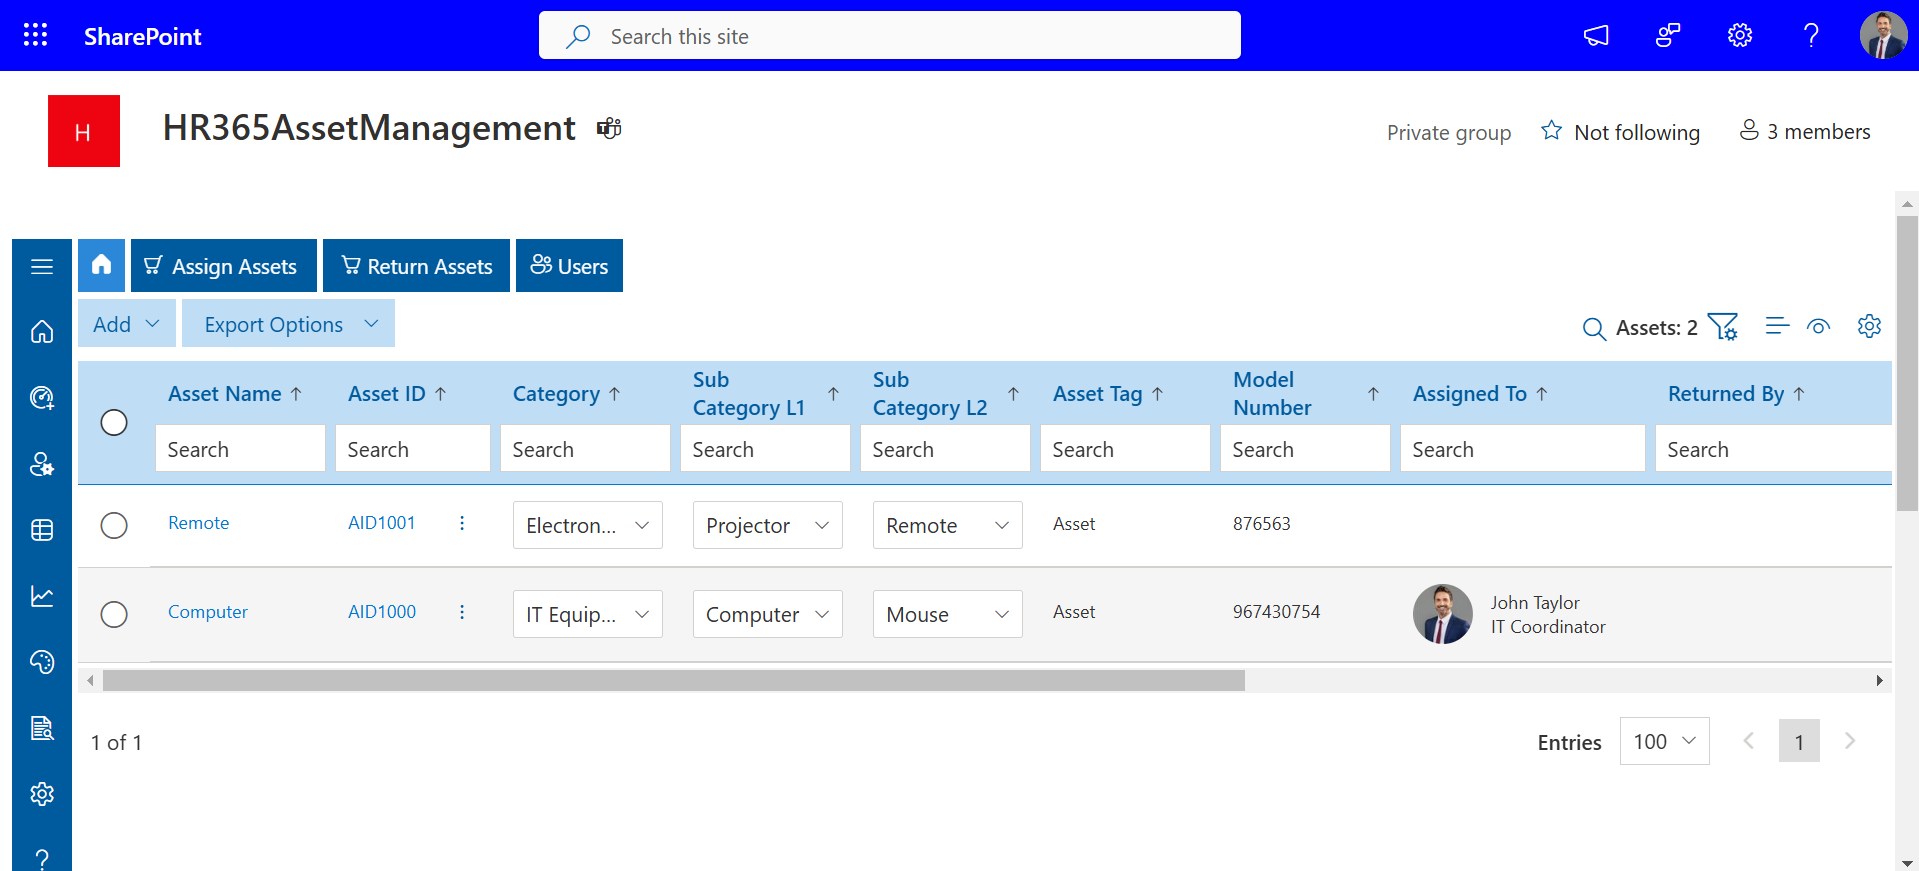 SharePoint
Search this site
H
HR365AssetManagement
Private group
Not following
3 members
Assign Assets
Return Assets
Users
Add
Export Options
Assets: 2
Asset Name
Asset ID
Category
Sub
Category L1
Sub
Category L2
Asset Tag
Model
Number
Assigned To
Returned By
Search
Search
Search
Search
Search
Search
Search
Search
Search
Remote
AID1001
Electron...
Projector
Remote
Asset
876563
Computer
AID1000
IT Equip...
Computer
Mouse
Asset
967430754
John Taylor
IT Coordinator
1 of 1
Entries
100
1